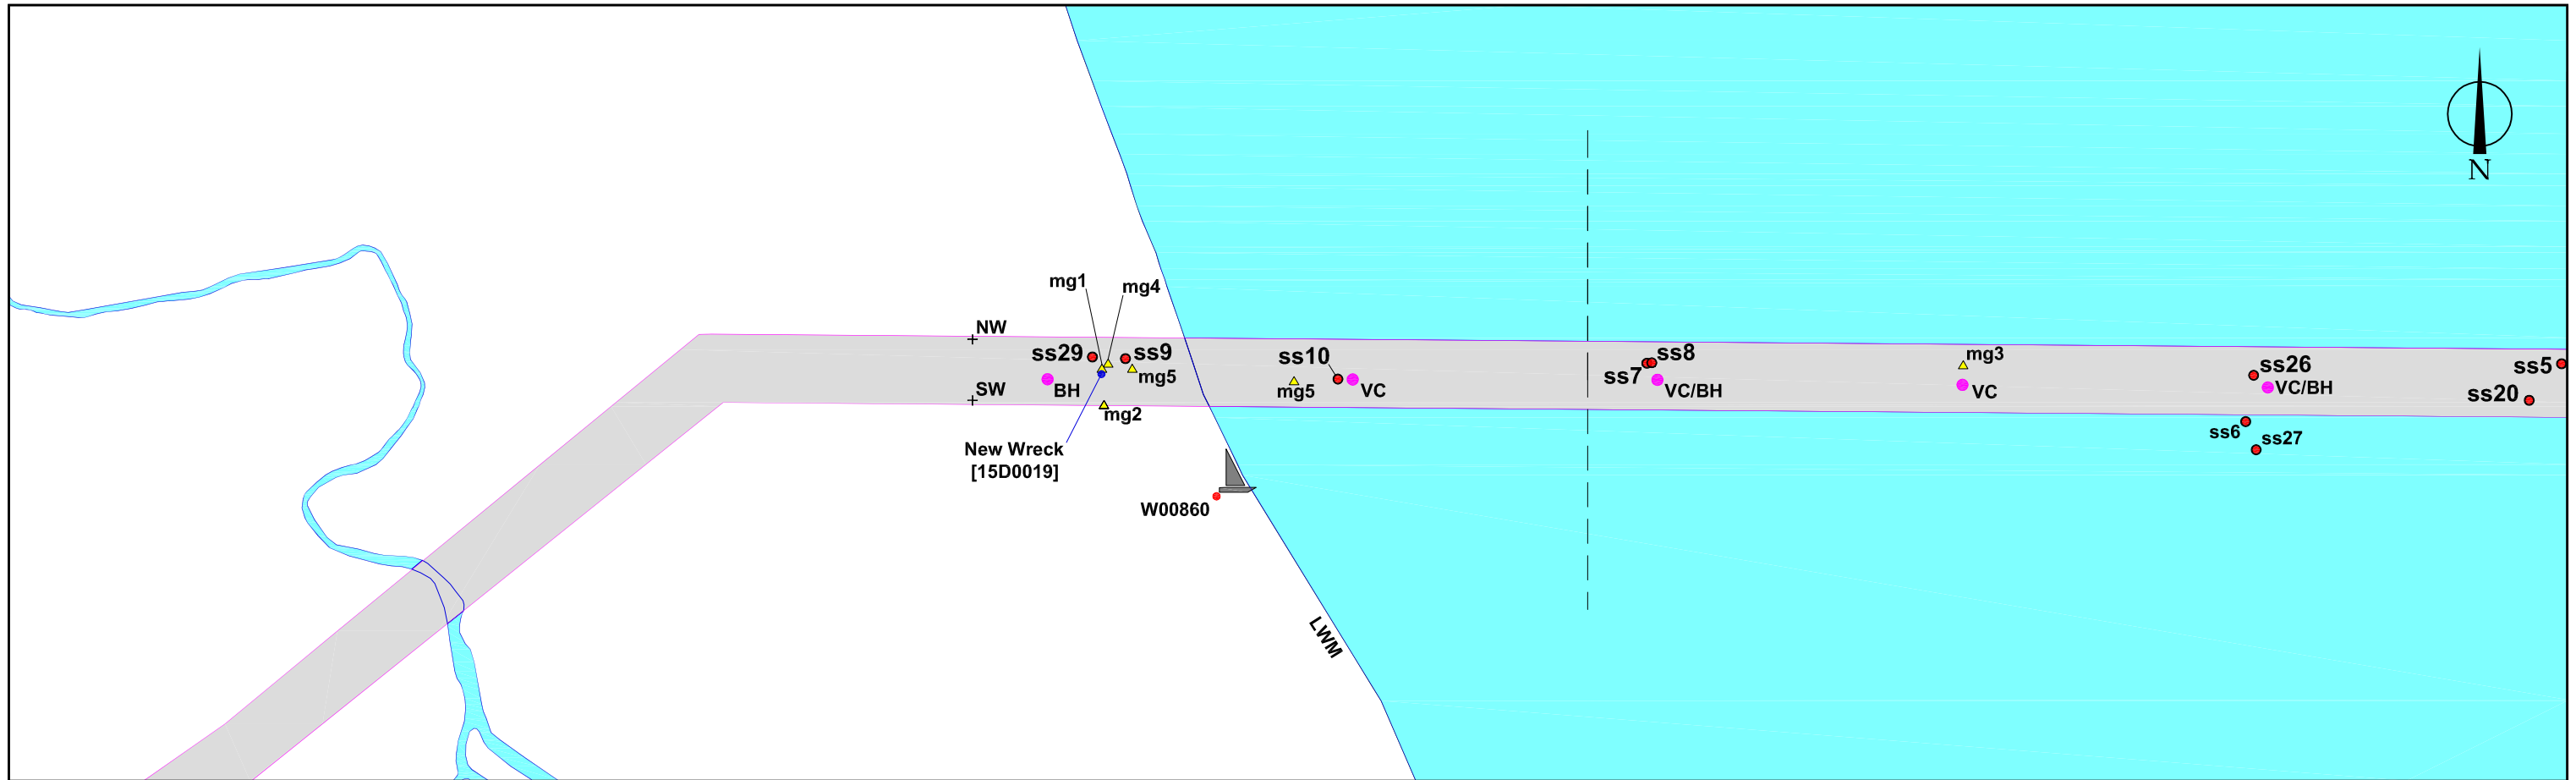 N
mg1
mg4
NW
ss29
ss9
mg5
BH
SW
mg2
New Wreck
[15D0019]
W00860
LWM
ss10
mg5
VC
ss8
ss7
VC/BH
mg3
VC
ss26
VC/BH
ss5
ss20
ss6
ss27